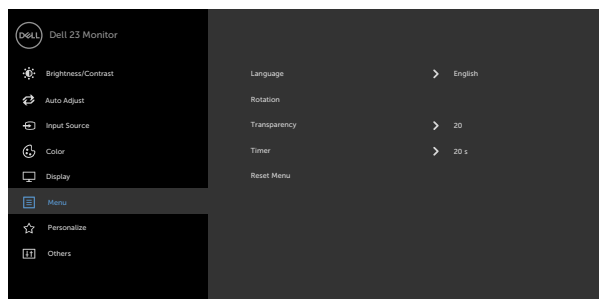 DELL Dell 23 Monitor
Brightness/Contrast Language English
Auto Adjust Rotation
Input Source Transparency 20
Color Timer 20 s
Display Reset Menu
Menu
Personalize
Others